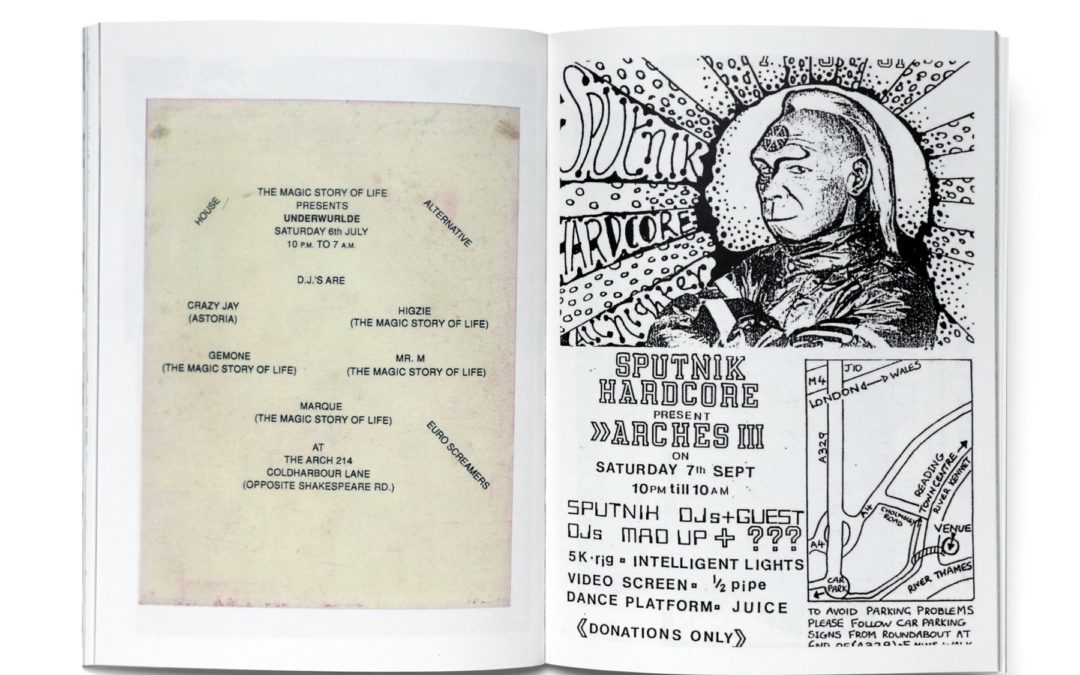 HOUSE
ALTERNATIVE
THE MAGIC STORY OF LIFE
PRESENTS
UNDERWURLDE
SATURDAY 6th JULY
10 P.M. TO 7 A.M.
D.J.'S ARE
CRAZY JAY
(ASTORIA)
HIGZIE
(THE MAGIC STORY OF LIFE)
GEMONE
(THE MAGIC STORY OF LIFE)
MR. M
(THE MAGIC STORY OF LIFE)
MARQUE
(THE MAGIC STORY OF LIFE)
EURO SCREAMERS
AT
THE ARCH 214
COLDHARBOUR LANE
(OPPOSITE SHAKESPEARE RD.)
SPUTNIK
HARDCORE
SPUTNIK
HARDCORE
PRESENT
»ARCHES III
ON
SATURDAY 7th SEPT
10PM till 10AM
SPUTNIK DJs+GUEST
DJs MAD UP + ???
5K·rig INTELLIGENT LIGHTS
VIDEO SCREEN ½ pipe
DANCE PLATFORM JUICE
《DONATIONS ONLY》
M4
J10
LONDON
WALES
A329
READING
TOWN CENTRE
RIVER KENNET
A4
ROAD
VENUE
A4
CAR
PARK
RIVER THAMES
TO AVOID PARKING PROBLEMS
PLEASE FOLLOW CAR PARKING
SIGNS FROM ROUNDABOUT AT
END OF (A329)